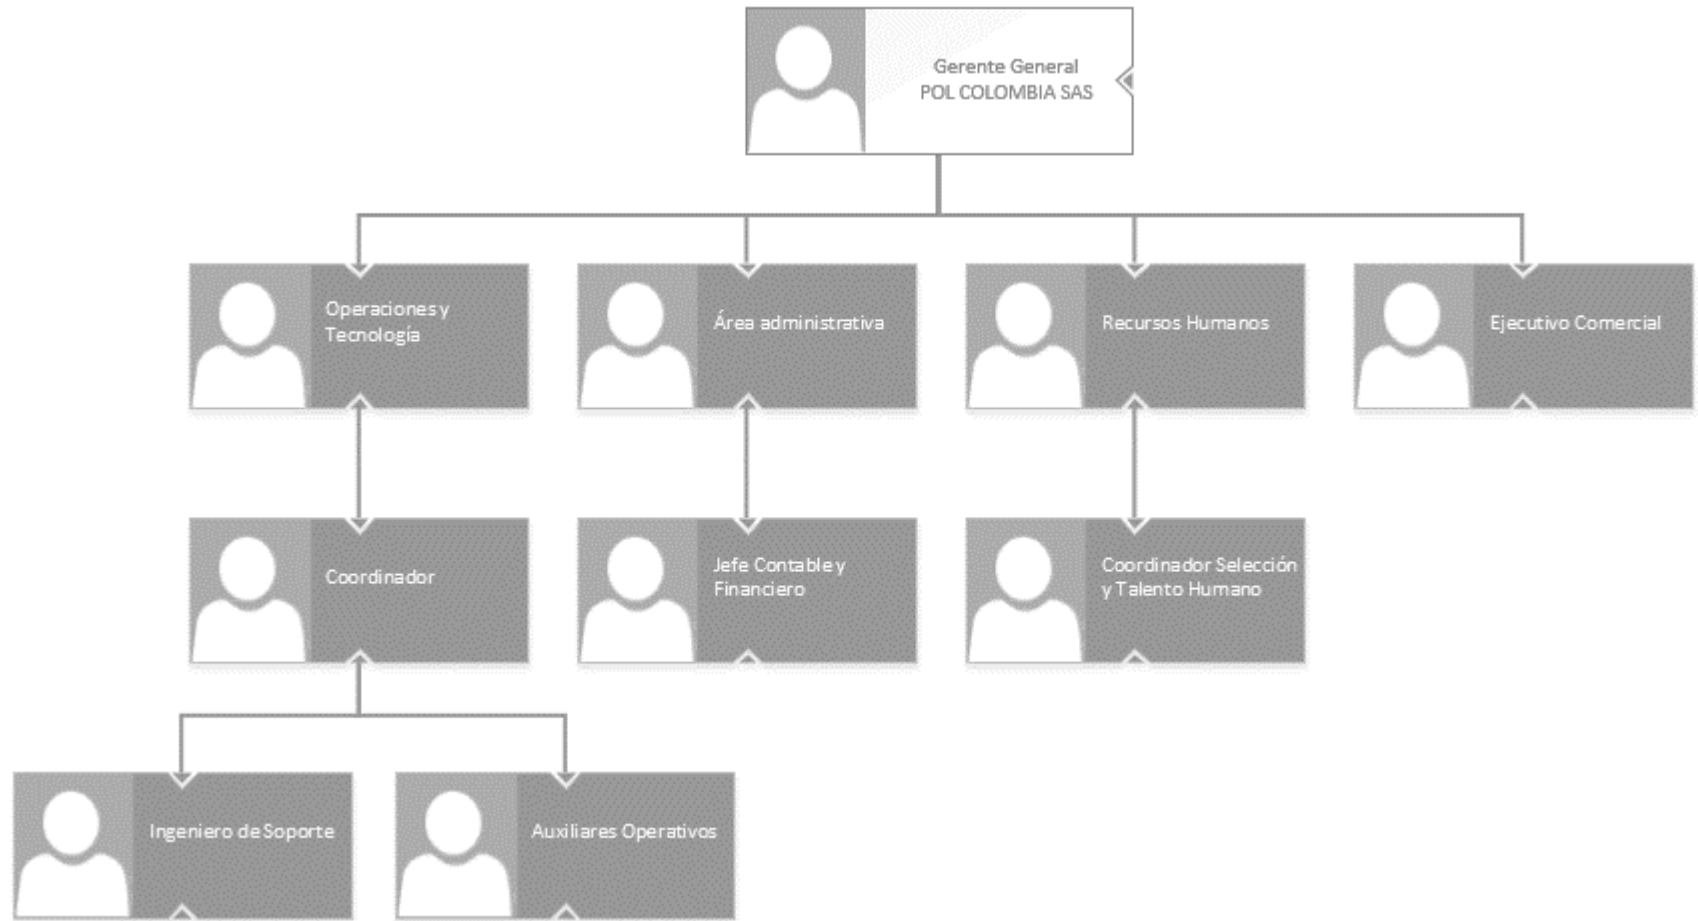 Gerente General
POL COLOMBIA SAS
Operaciones y
Tecnología
Área administrativa
Recursos Humanos
Ejecutivo Comercial
Coordinador
Jefe Contable y
Financiero
Coordinador Selección
y Talento Humano
Ingeniero de Soporte
Auxiliares Operativos